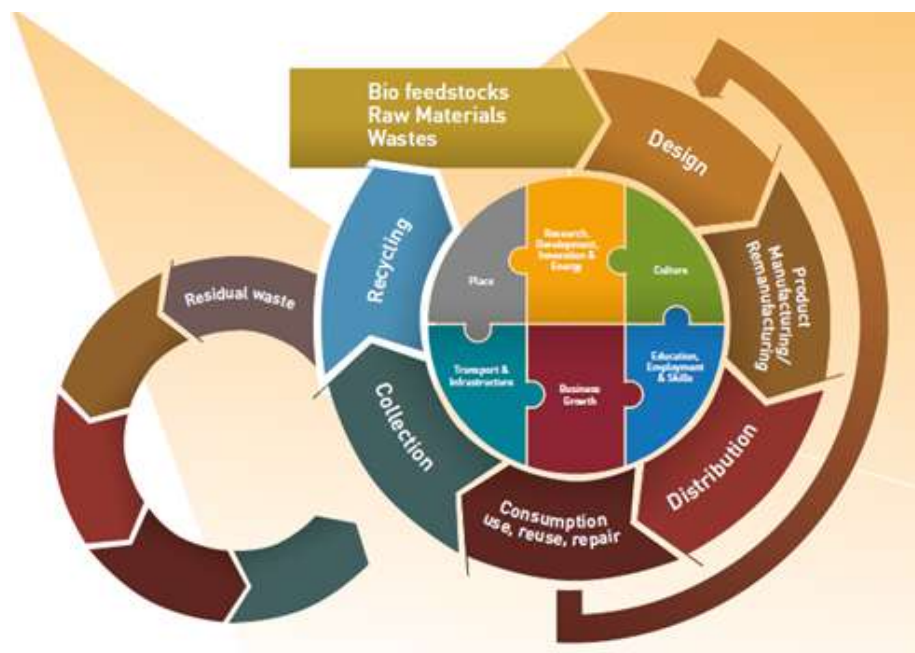 Bio feedstocks
Raw Materials
Wastes
Design
Product
Manufacturing/
Remanufacturing
Distribution
Consumption
use, reuse, repair
Collection
Recycling
Residual waste
Place
Research,
Development,
Innovation &
Energy
Culture
Transport &
Infrastructure
Business
Growth
Education,
Employment
& Skills